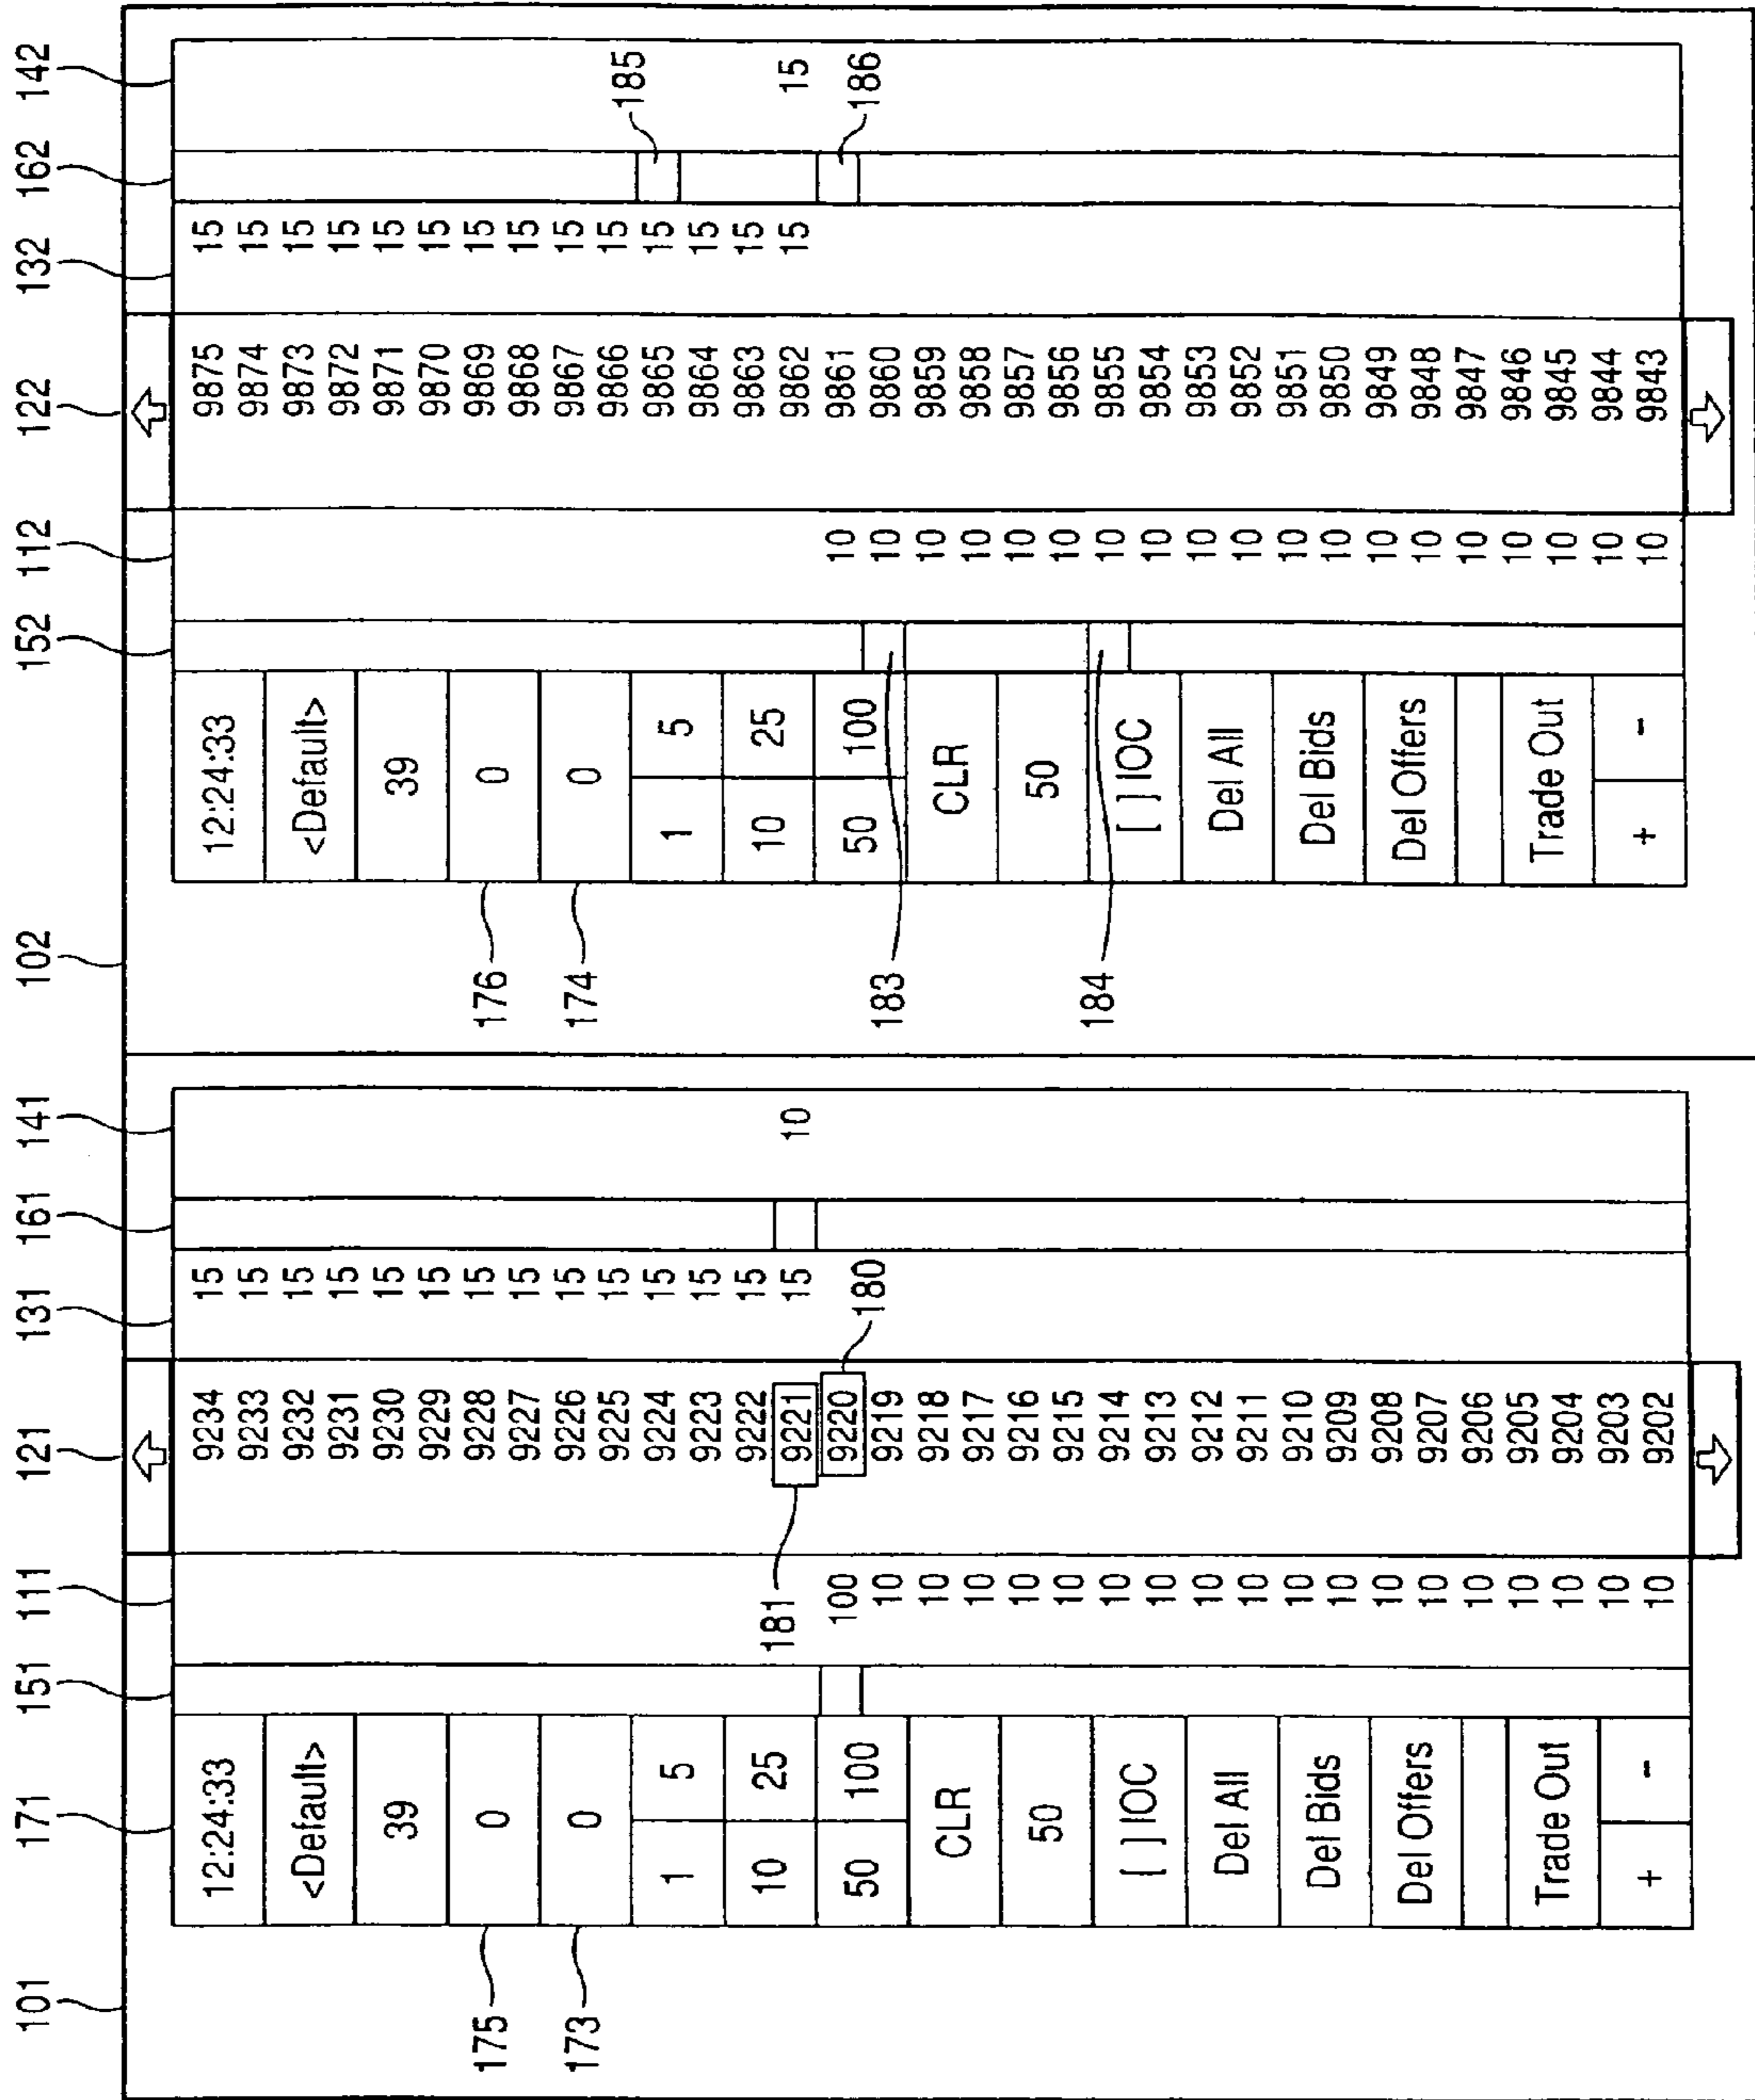 101 171 151 111 121 131 161 141 102 152 112 122 132 162 142
12:24:33 9234 15 12:24:33 9875 15
9233 15 9874 15
<Default> 9232 15 <Default> 9873 15
9231 15 9872 15
39 9230 15 39 9871 15
9229 15 9870 15
175 0 9228 15 176 0 9869 15
9227 15 9868 15
173 0 9226 15 174 0 9867 15
9225 15 9866 15 185
1 5 9224 15 1 5 9865 15
9223 15 9864 15
10 25 9222 15 10 25 9863 15
181 9221 15 10 9862 15 15
50 100 100 9220 180 50 100 10 9861 186
10 9219 183 10 9860
CLR 10 9218 CLR 10 9859
10 9217 10 9858
50 10 9216 50 10 9857
10 9215 10 9856
[ ] IOC 10 9214 184 [ ] IOC 10 9855
10 9213 10 9854
Del All 10 9212 Del All 10 9853
10 9211 10 9852
Del Bids 10 9210 Del Bids 10 9851
10 9209 10 9850
Del Offers 10 9208 Del Offers 10 9849
10 9207 10 9848
10 9206 10 9847
Trade Out 10 9205 Trade Out 10 9846
10 9204 10 9845
+ - 10 9203 + - 10 9844
10 9202 10 9843